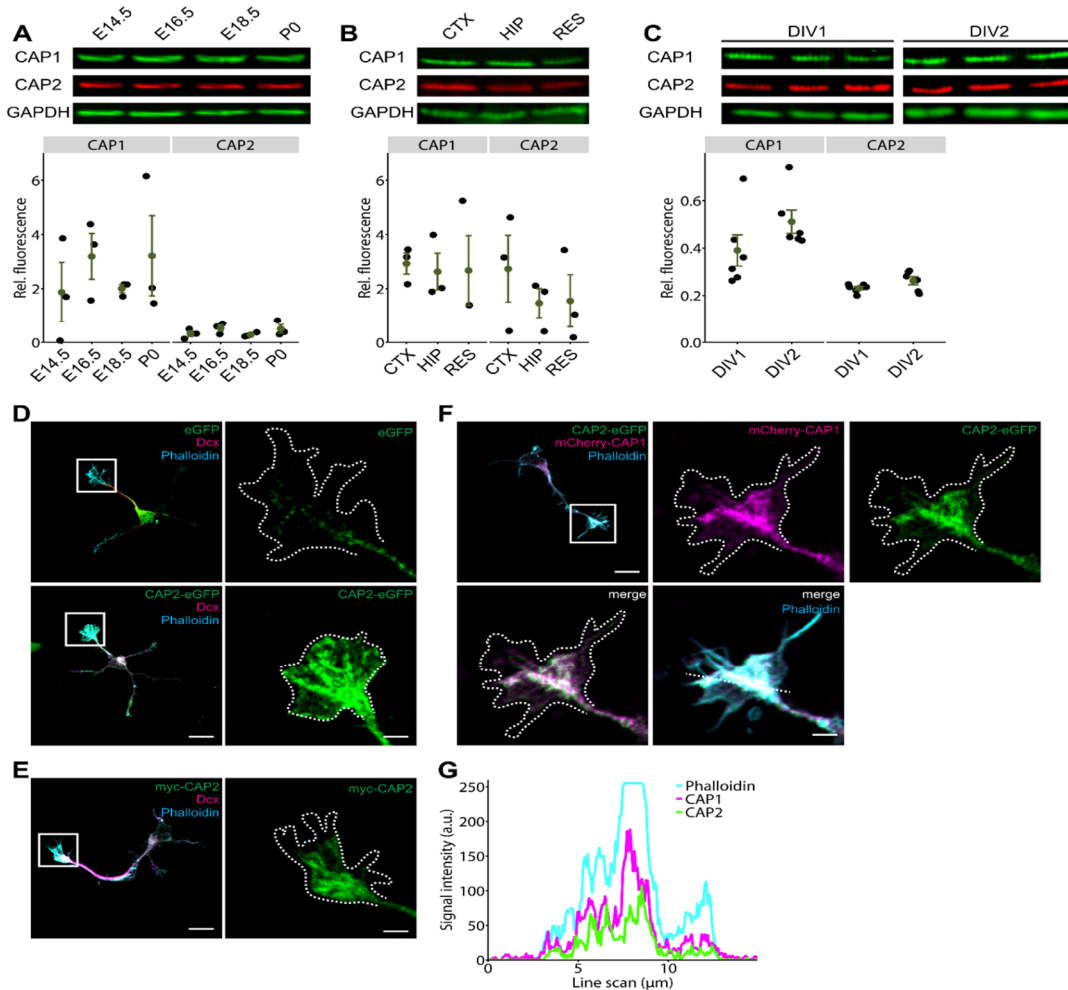 A
E14.5 E16.5 E18.5 P0
CAP1
CAP2
GAPDH
CAP1 CAP2
Rel. fluorescence
6
4
2
0
E14.5 E16.5 E18.5 P0 E14.5 E16.5 E18.5 P0
B
CTX HIP RES
CAP1
CAP2
GAPDH
CAP1 CAP2
Rel. fluorescence
6
4
2
0
CTX HIP RES CTX HIP RES
C
DIV1 DIV2
CAP1
CAP2
GAPDH
CAP1 CAP2
Rel. fluorescence
0.6
0.4
0.2
0.0
DIV1 DIV2 DIV1 DIV2
D
eGFP
Dcx
Phalloidin
eGFP
CAP2-eGFP
Dcx
Phalloidin
CAP2-eGFP
E
myc-CAP2
Dcx
Phalloidin
myc-CAP2
F
CAP2-eGFP
mCherry-CAP1
Phalloidin
mCherry-CAP1
CAP2-eGFP
merge
merge
Phalloidin
G
Signal intensity (a.u.)
250
200
150
100
50
0
0 5 10
Line scan (µm)
Phalloidin
CAP1
CAP2